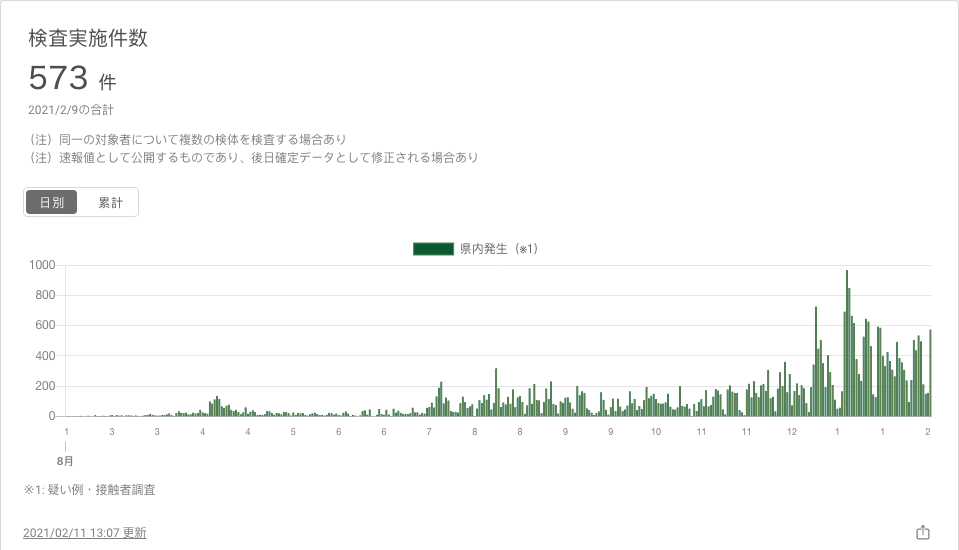 検査実施件数
573 件
2021/2/9の合計
（注）同一の対象者について複数の検体を検査する場合あり
（注）速報値として公開するものであり、後日確定データとして修正される場合あり
日別 累計
県内発生（※1）
1000
800
600
400
200
0
1 3 3 4 4 5 6 6 7 8 8 9 9 10 11 11 12 1 1 2
8月
※1: 疑い例・接触者調査
2021/02/11 13:07 更新